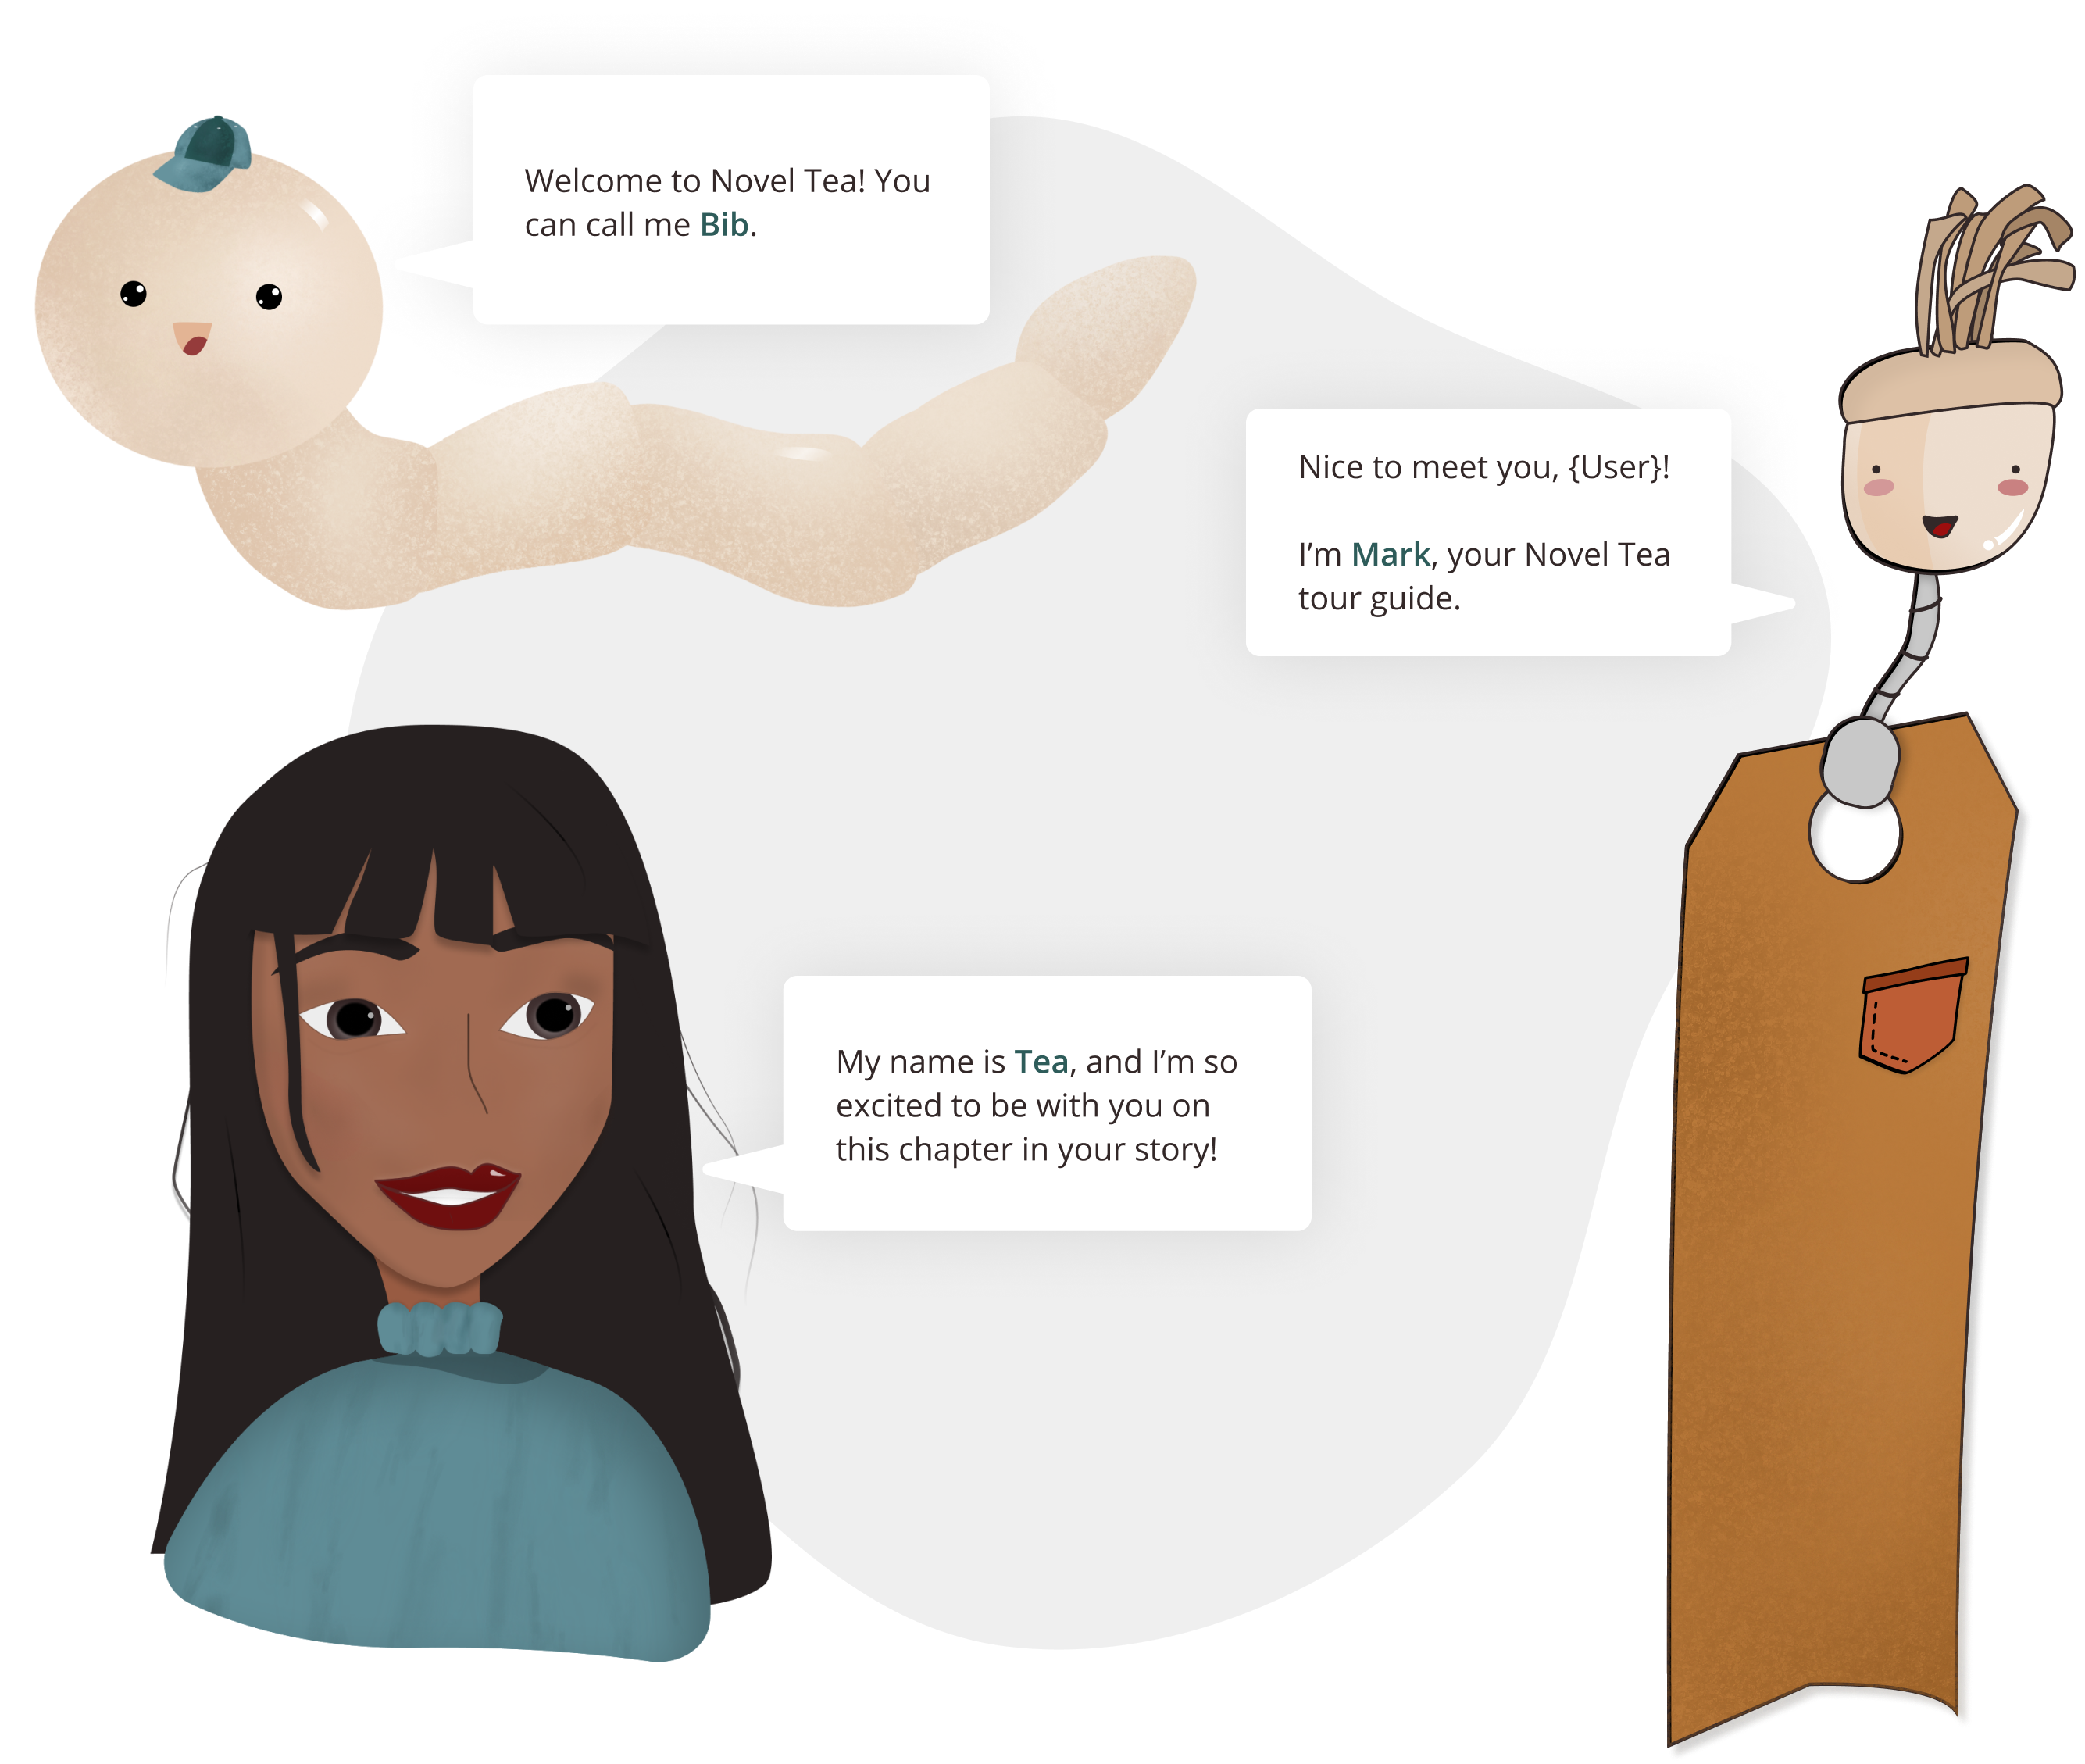 Welcome to Novel Tea! You
can call me Bib.
Nice to meet you, {User}!
I’m Mark, your Novel Tea
tour guide.
My name is Tea, and I’m so
excited to be with you on
this chapter in your story!